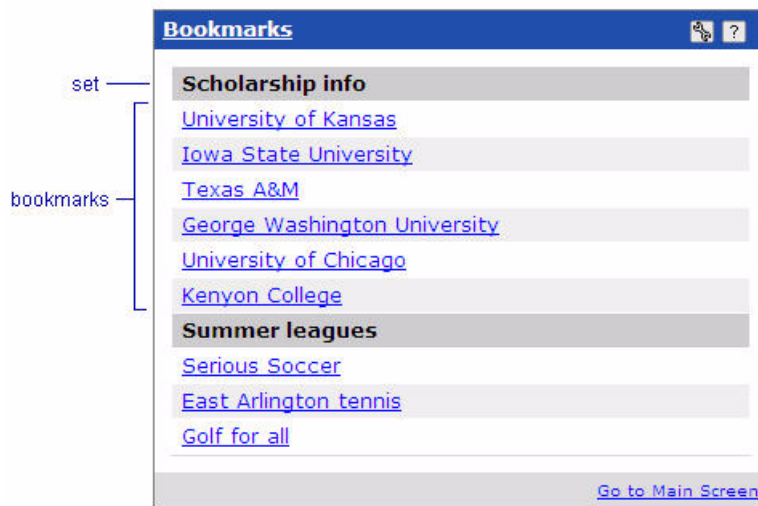 Bookmarks ?
set
Scholarship info
University of Kansas
Iowa State University
Texas A&M
bookmarks
George Washington University
University of Chicago
Kenyon College
Summer leagues
Serious Soccer
East Arlington tennis
Golf for all
Go to Main Screen